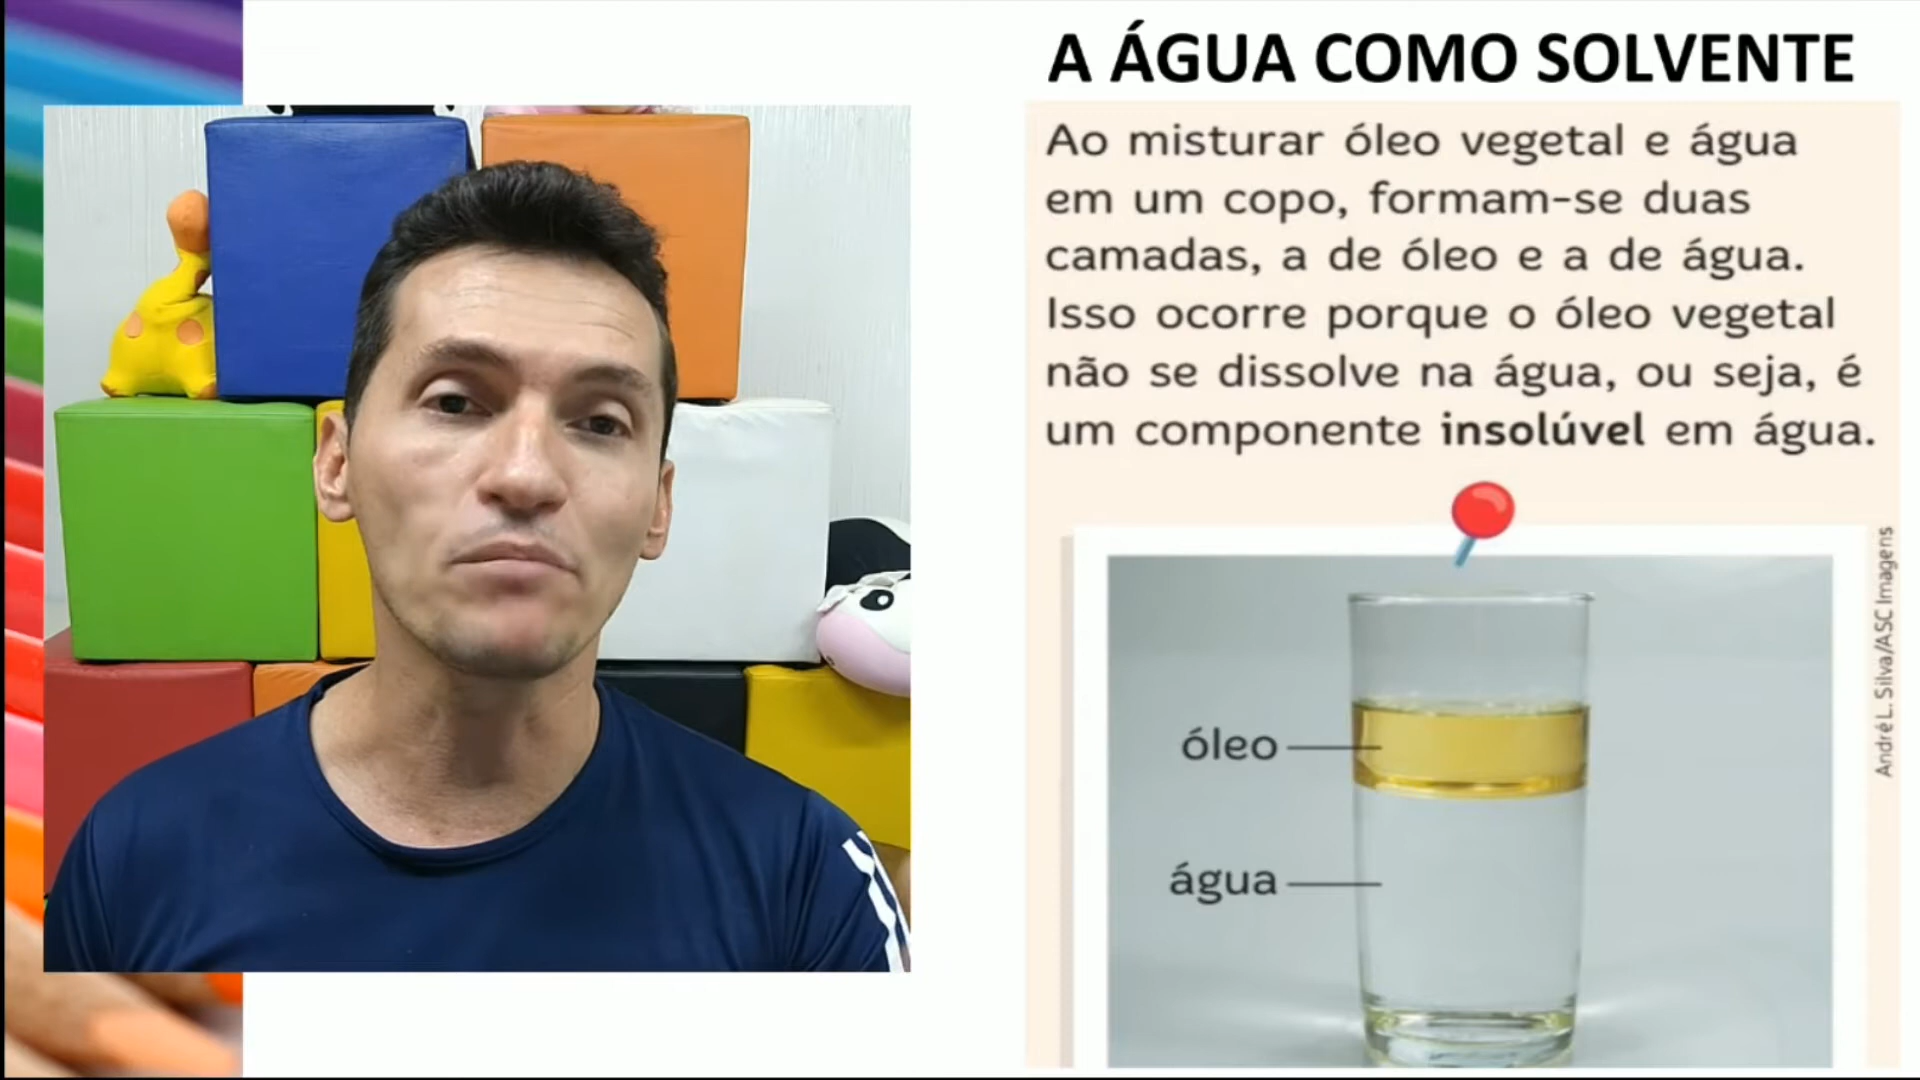 A ÁGUA COMO SOLVENTE
Ao misturar óleo vegetal e água
em um copo, formam-se duas
camadas, a de óleo e a de água.
Isso ocorre porque o óleo vegetal
não se dissolve na água, ou seja, é
um componente insolúvel em água.
óleo
água
André L. Silva/ASC Imagens